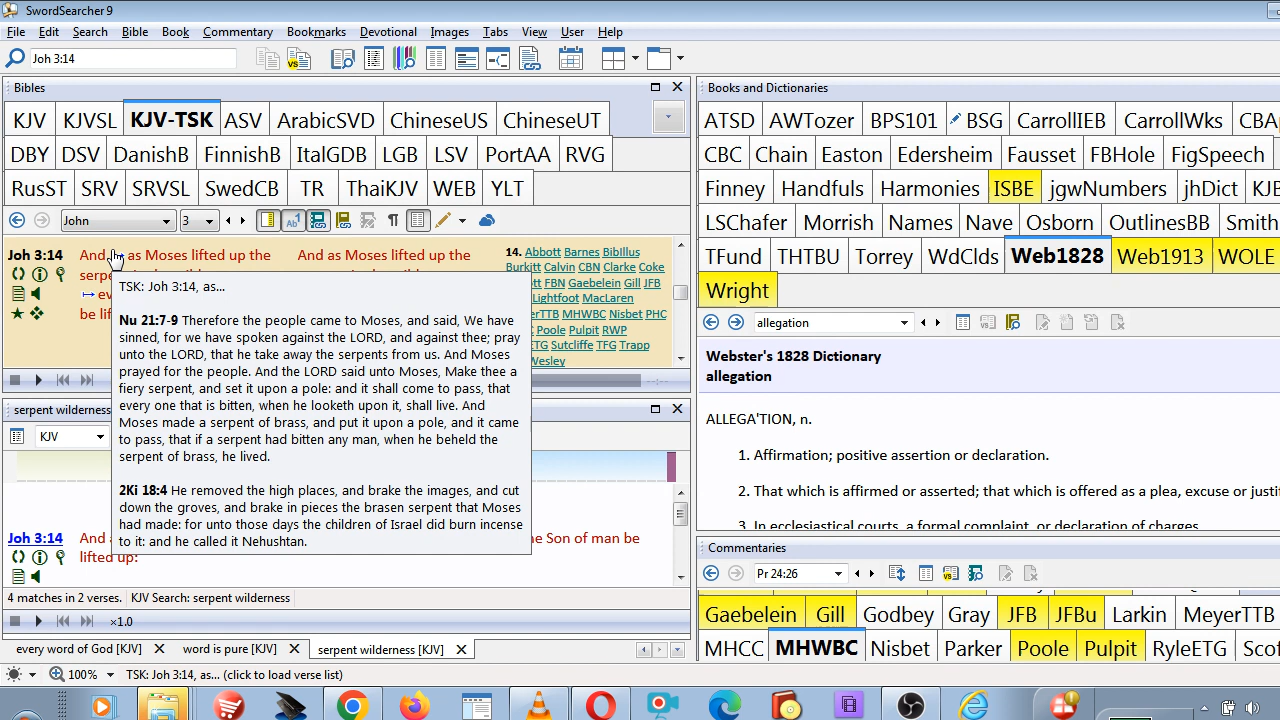 SwordSearcher 9
File Edit Search Bible Book Commentary Bookmarks Devotional Images Tabs View User Help
Joh 3:14
Bibles
KJV KJVSL KJV-TSK ASV ArabicSVD ChineseUS ChineseUT
DBY DSV DanishB FinnishB ItalGDB LGB LSV PortAA RVG
RusST SRV SRVSL SwedCB TR ThaiKJV WEB YLT
John 3
Joh 3:14 And as Moses lifted up the
And as Moses lifted up the
14. Abbott Barnes BibIllus
Burkitt Calvin CBN Clarke Coke
FBN Gaebelein Gill JFB
Lightfoot MacLaren
MHWBC Nisbet PHC
Poole Pulpit RWP
Sutcliffe TFG Trapp
Wesley
TSK: Joh 3:14, as...
Nu 21:7-9 Therefore the people came to Moses, and said, We have
sinned, for we have spoken against the LORD, and against thee; pray
unto the LORD, that he take away the serpents from us. And Moses
prayed for the people. And the LORD said unto Moses, Make thee a
fiery serpent, and set it upon a pole: and it shall come to pass, that
every one that is bitten, when he looketh upon it, shall live. And
Moses made a serpent of brass, and put it upon a pole, and it came
to pass, that if a serpent had bitten any man, when he beheld the
serpent of brass, he lived.
2Ki 18:4 He removed the high places, and brake the images, and cut
down the groves, and brake in pieces the brasen serpent that Moses
had made: for unto those days the children of Israel did burn incense
to it: and he called it Nehushtan.
serpent wilderness
KJV
Joh 3:14 And
the Son of man be
lifted up:
4 matches in 2 verses. KJV Search: serpent wilderness
×1.0
every word of God [KJV] word is pure [KJV] serpent wilderness [KJV]
100% TSK: Joh 3:14, as... (click to load verse list)
Books and Dictionaries
ATSD AWTozer BPS101 BSG CarrollIEB CarrollWks CBA
CBC Chain Easton Edersheim Fausset FBHole FigSpeech
Finney Handfuls Harmonies ISBE jgwNumbers jhDict KJ
LSChafer Morrish Names Nave Osborn OutlinesBB Smith
TFund THTBU Torrey WdClds Web1828 Web1913 WOLE
Wright
allegation
Webster's 1828 Dictionary
allegation
ALLEGA'TION, n.
1. Affirmation; positive assertion or declaration.
2. That which is affirmed or asserted; that which is offered as a plea, excuse or justif
3. In ecclesiastical courts, a formal complaint, or declaration of charges.
Commentaries
Pr 24:26
Gaebelein Gill Godbey Gray JFB JFBu Larkin MeyerTTB
MHCC MHWBC Nisbet Parker Poole Pulpit RyleETG Scot